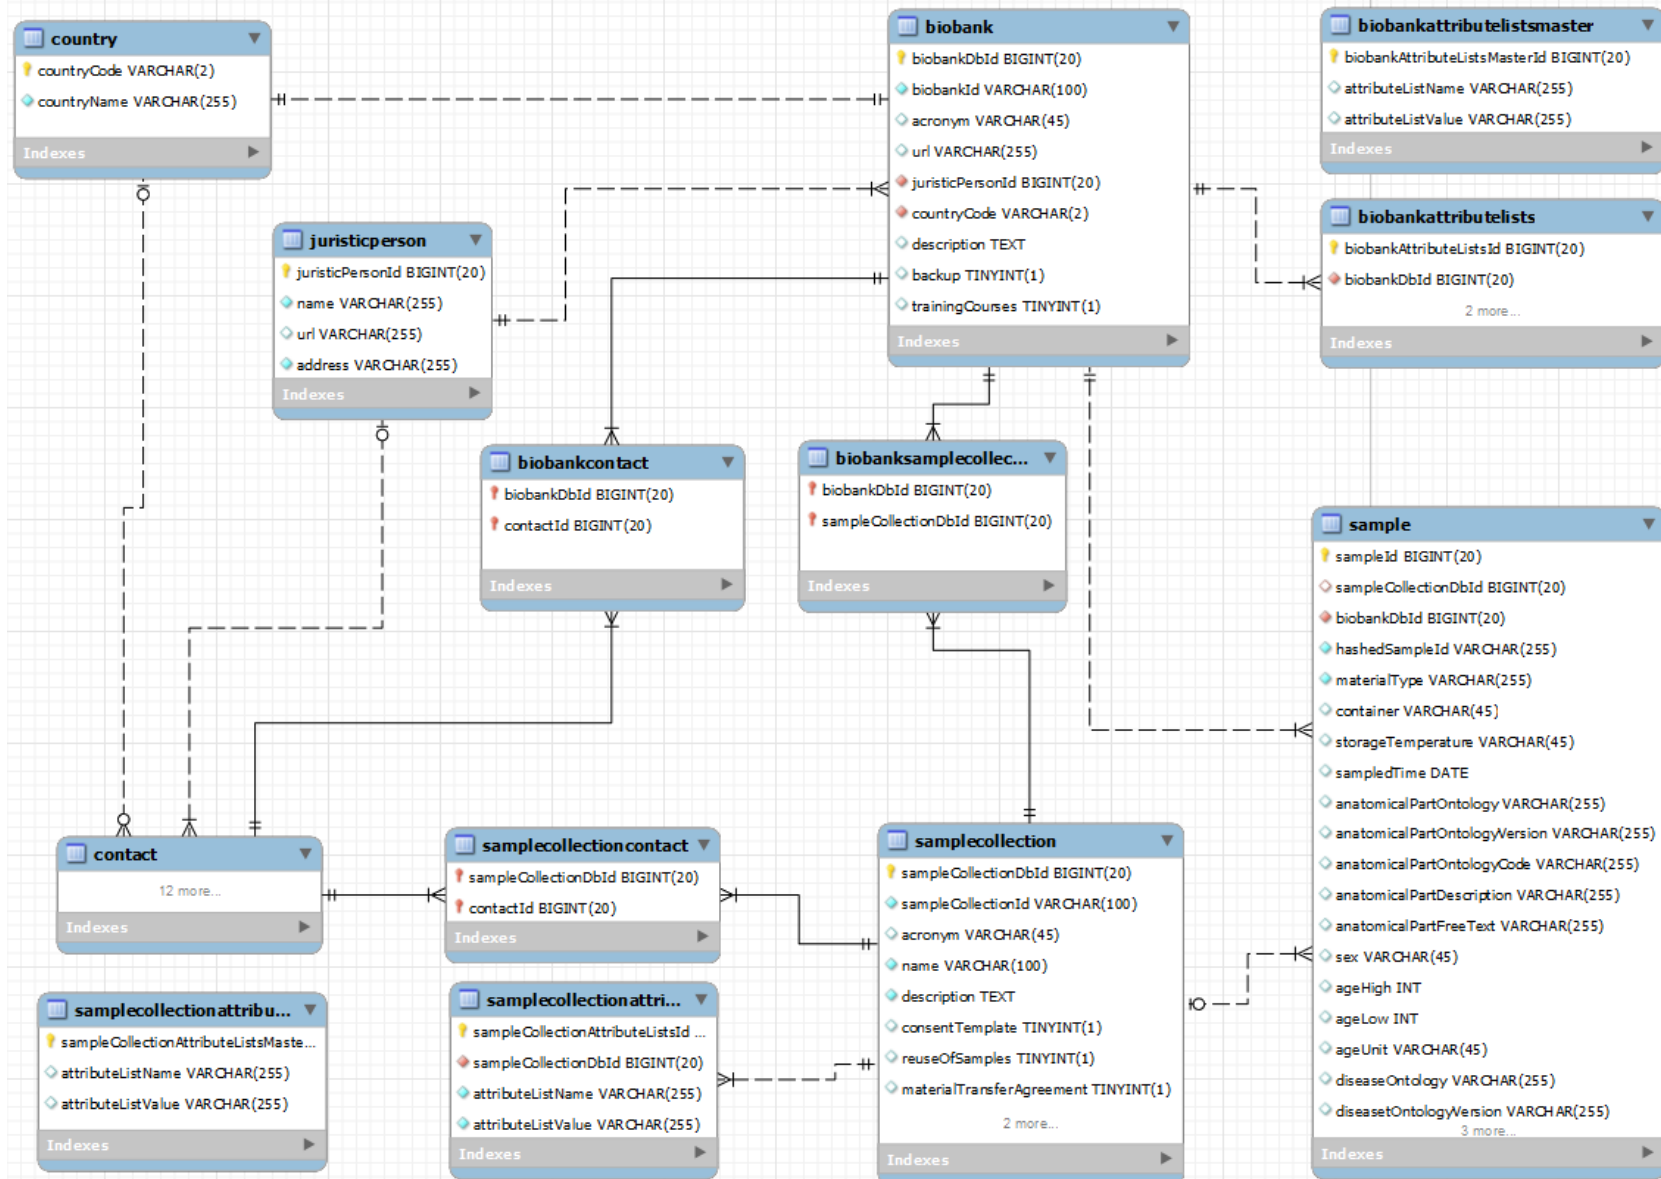 country
countryCode VARCHAR(2)
countryName VARCHAR(255)
Indexes
biobank
biobankDbId BIGINT(20)
biobankId VARCHAR(100)
acronym VARCHAR(45)
url VARCHAR(255)
juristicPersonId BIGINT(20)
countryCode VARCHAR(2)
description TEXT
backup TINYINT(1)
trainingCourses TINYINT(1)
Indexes
biobankattributelistsmaster
biobankAttributeListsMasterId BIGINT(20)
attributeListName VARCHAR(255)
attributeListValue VARCHAR(255)
Indexes
biobankattributelists
biobankAttributeListsId BIGINT(20)
biobankDbId BIGINT(20)
2 more...
Indexes
juristicperson
juristicPersonId BIGINT(20)
name VARCHAR(255)
url VARCHAR(255)
address VARCHAR(255)
Indexes
biobankcontact
biobankDbId BIGINT(20)
contactId BIGINT(20)
Indexes
biobanksamplecollec...
biobankDbId BIGINT(20)
sampleCollectionDbId BIGINT(20)
Indexes
sample
sampleId BIGINT(20)
sampleCollectionDbId BIGINT(20)
biobankDbId BIGINT(20)
hashedSampleId VARCHAR(255)
materialType VARCHAR(255)
container VARCHAR(45)
storageTemperature VARCHAR(45)
sampledTime DATE
anatomicalPartOntology VARCHAR(255)
anatomicalPartOntologyVersion VARCHAR(255)
anatomicalPartOntologyCode VARCHAR(255)
anatomicalPartDescription VARCHAR(255)
anatomicalPartFreeText VARCHAR(255)
sex VARCHAR(45)
ageHigh INT
ageLow INT
ageUnit VARCHAR(45)
diseaseOntology VARCHAR(255)
diseasetOntologyVersion VARCHAR(255)
3 more...
Indexes
contact
12 more...
Indexes
samplecollectioncontact
sampleCollectionDbId BIGINT(20)
contactId BIGINT(20)
Indexes
samplecollection
sampleCollectionDbId BIGINT(20)
sampleCollectionId VARCHAR(100)
acronym VARCHAR(45)
name VARCHAR(100)
description TEXT
consentTemplate TINYINT(1)
reuseOfSamples TINYINT(1)
materialTransferAgreement TINYINT(1)
2 more...
Indexes
samplecollectionattribu...
sampleCollectionAttributeListsMaste...
attributeListName VARCHAR(255)
attributeListValue VARCHAR(255)
Indexes
samplecollectionattri...
sampleCollectionAttributeListsId ...
sampleCollectionDbId BIGINT(20)
attributeListName VARCHAR(255)
attributeListValue VARCHAR(255)
Indexes